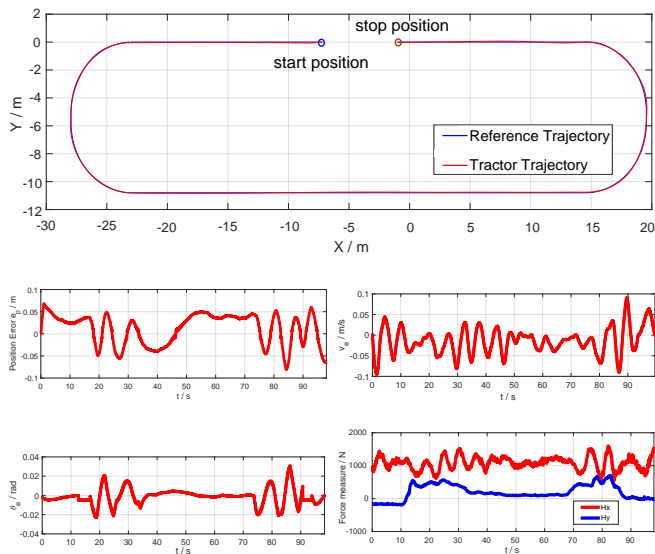 0
-2
-4
-6
-8
-10
-12
Y / m
stop position
start position
Reference Trajectory
Tractor Trajectory
-30 -25 -20 -15 -10 -5 0 5 10 15 20
X / m
0.1
0.05
0
-0.05
-0.1
Position Error e_p / m
0 10 20 30 40 50 60 70 80 90
t / s
0.1
0.05
0
-0.05
-0.1
v_e / m/s
0 10 20 30 40 50 60 70 80 90
t / s
0.04
0.02
0
-0.02
-0.04
θ_e / rad
0 10 20 30 40 50 60 70 80 90
t / s
2000
1000
0
-1000
Force measure / N
Hx
Hy
0 10 20 30 40 50 60 70 80 90
t / s